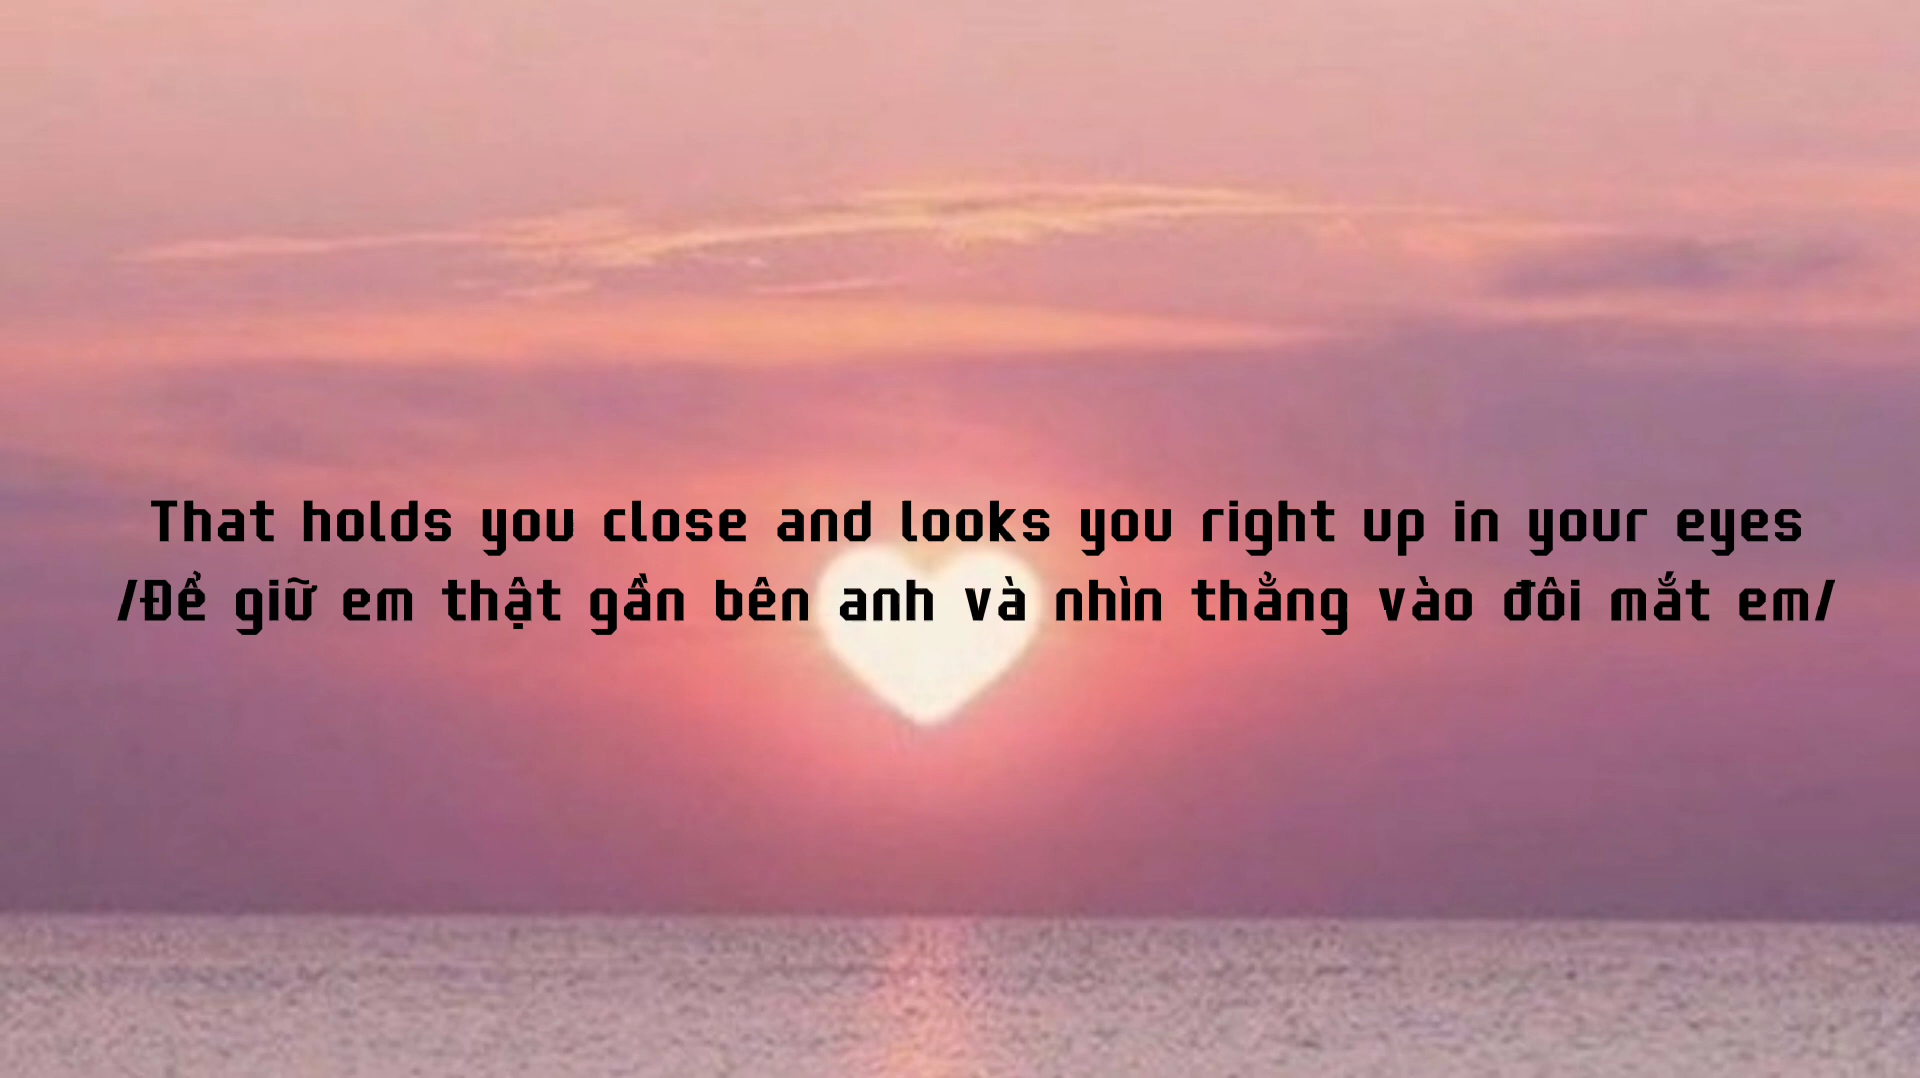 That holds you close and looks you right up in your eyes
/Để giữ em thật gần bên anh và nhìn thẳng vào đôi mắt em/